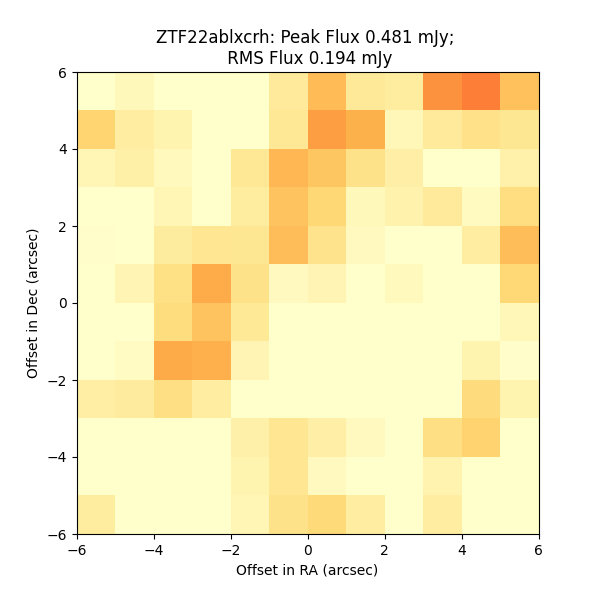 ZTF22ablxcrh: Peak Flux 0.481 mJy;
RMS Flux 0.194 mJy
6
4
2
0
−2
−4
−6
Offset in Dec (arcsec)
−6 −4 −2 0 2 4 6
Offset in RA (arcsec)